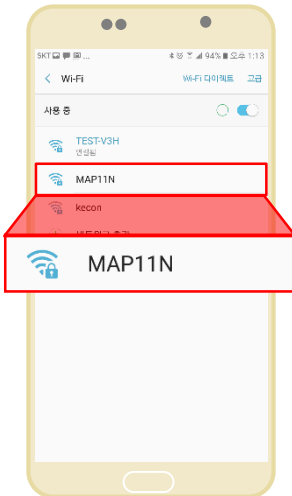 SKT ... 94% 오후 1:13
< Wi-Fi Wi-Fi 다이렉트 고급
사용 중
TEST-V3H
연결됨
MAP11N
kecon
MAP11N